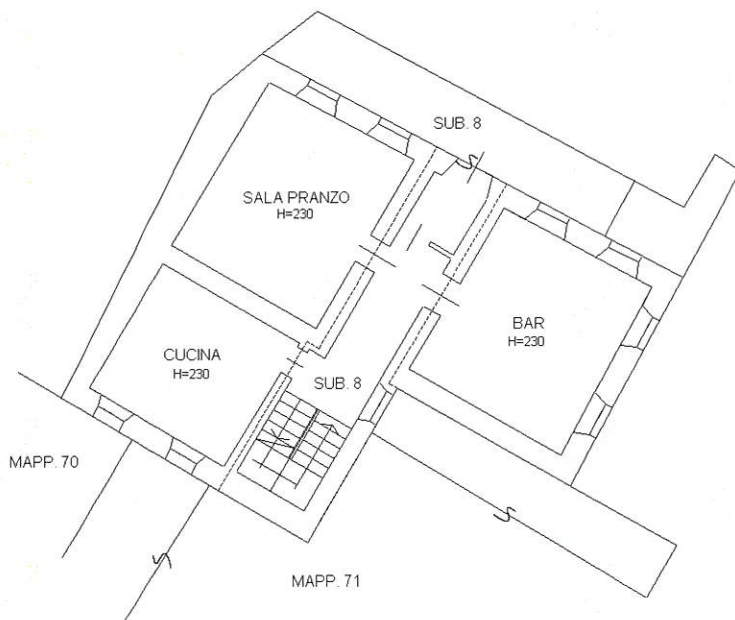 SUB. 8
SALA PRANZO
H=230
BAR
H=230
CUCINA
H=230
SUB. 8
MAPP. 70
MAPP. 71